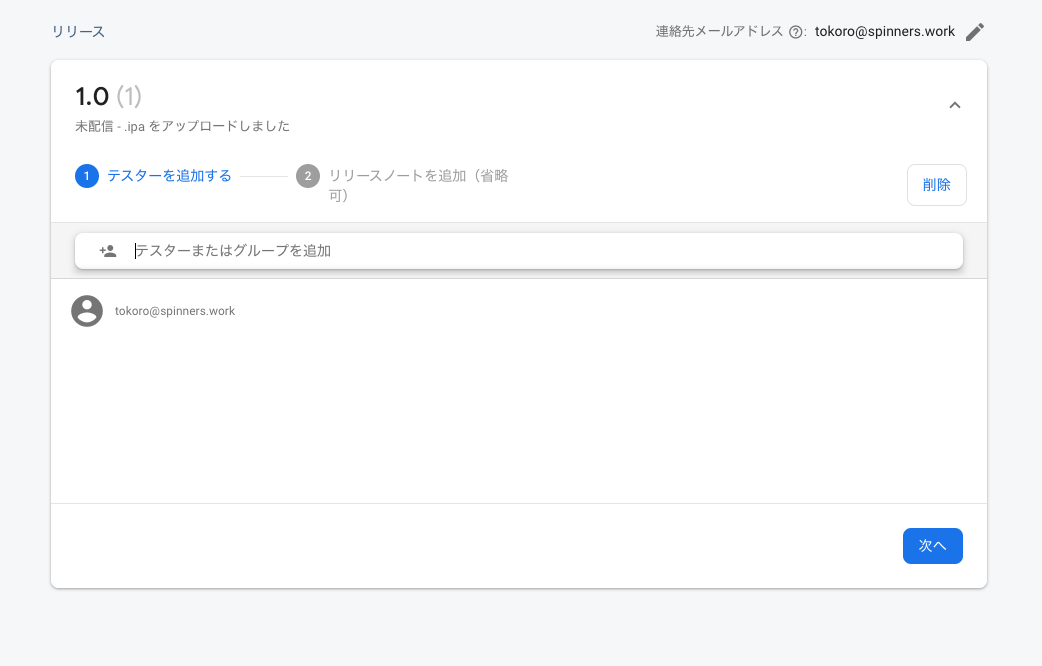 リリース
連絡先メールアドレス ?: tokoro@spinners.work
1.0 (1)
未配信 - .ipa をアップロードしました
1 テスターを追加する
2 リリースノートを追加（省略
可）
削除
テスターまたはグループを追加
tokoro@spinners.work
次へ